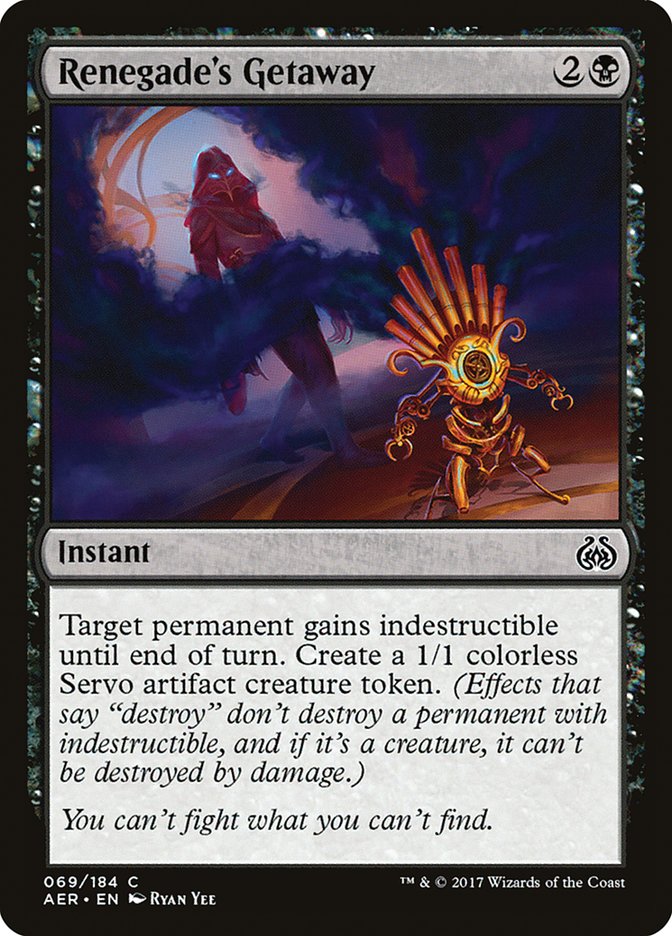 Renegade's Getaway 2
Instant
Target permanent gains indestructible
until end of turn. Create a 1/1 colorless
Servo artifact creature token. (Effects that
say “destroy” don't destroy a permanent with
indestructible, and if it's a creature, it can't
be destroyed by damage.)
You can't fight what you can't find.
069/184 C
AER • EN Ryan Yee
™ & © 2017 Wizards of the Coast